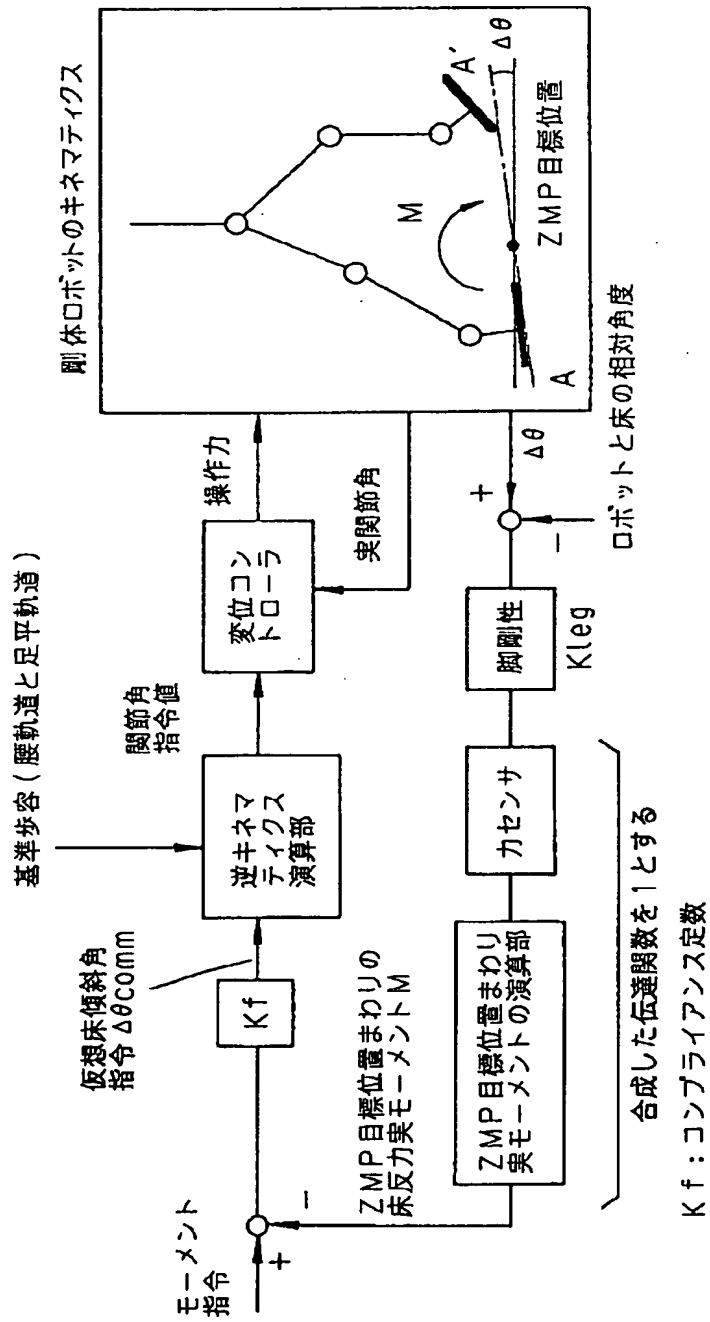 基準歩容(腰軌道と足平軌道)
剛体ロボットのキネマティクス
モーメント
指令
+
-
仮想床傾斜角
指令 Δθcomm
Kf
逆キネマ
ティクス
演算部
関節角
指令値
変位コン
トローラ
操作力
実関節角
M
A
A'
Δθ
ZMP目標位置
Δθ
+
-
ロボットと床の相対角度
脚剛性
Kleg
力センサ
ZMP目標位置まわり
実モーメントの演算部
ZMP目標位置まわりの
床反力実モーメントM
合成した伝達関数を1とする
Kf:コンプライアンス定数